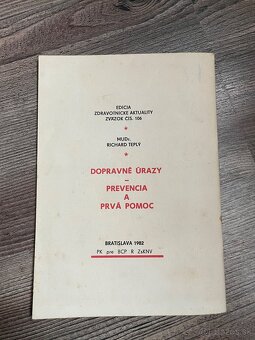 EDÍCIA
ZDRAVOTNÍCKE AKTUALITY
ZVÄZOK ČÍS. 106
*
MUDr.
RICHARD TEPLÝ
*
DOPRAVNÉ ÚRAZY
–
PREVENCIA
A
PRVÁ POMOC
BRATISLAVA 1982
PK pre BCP R ZsKNV